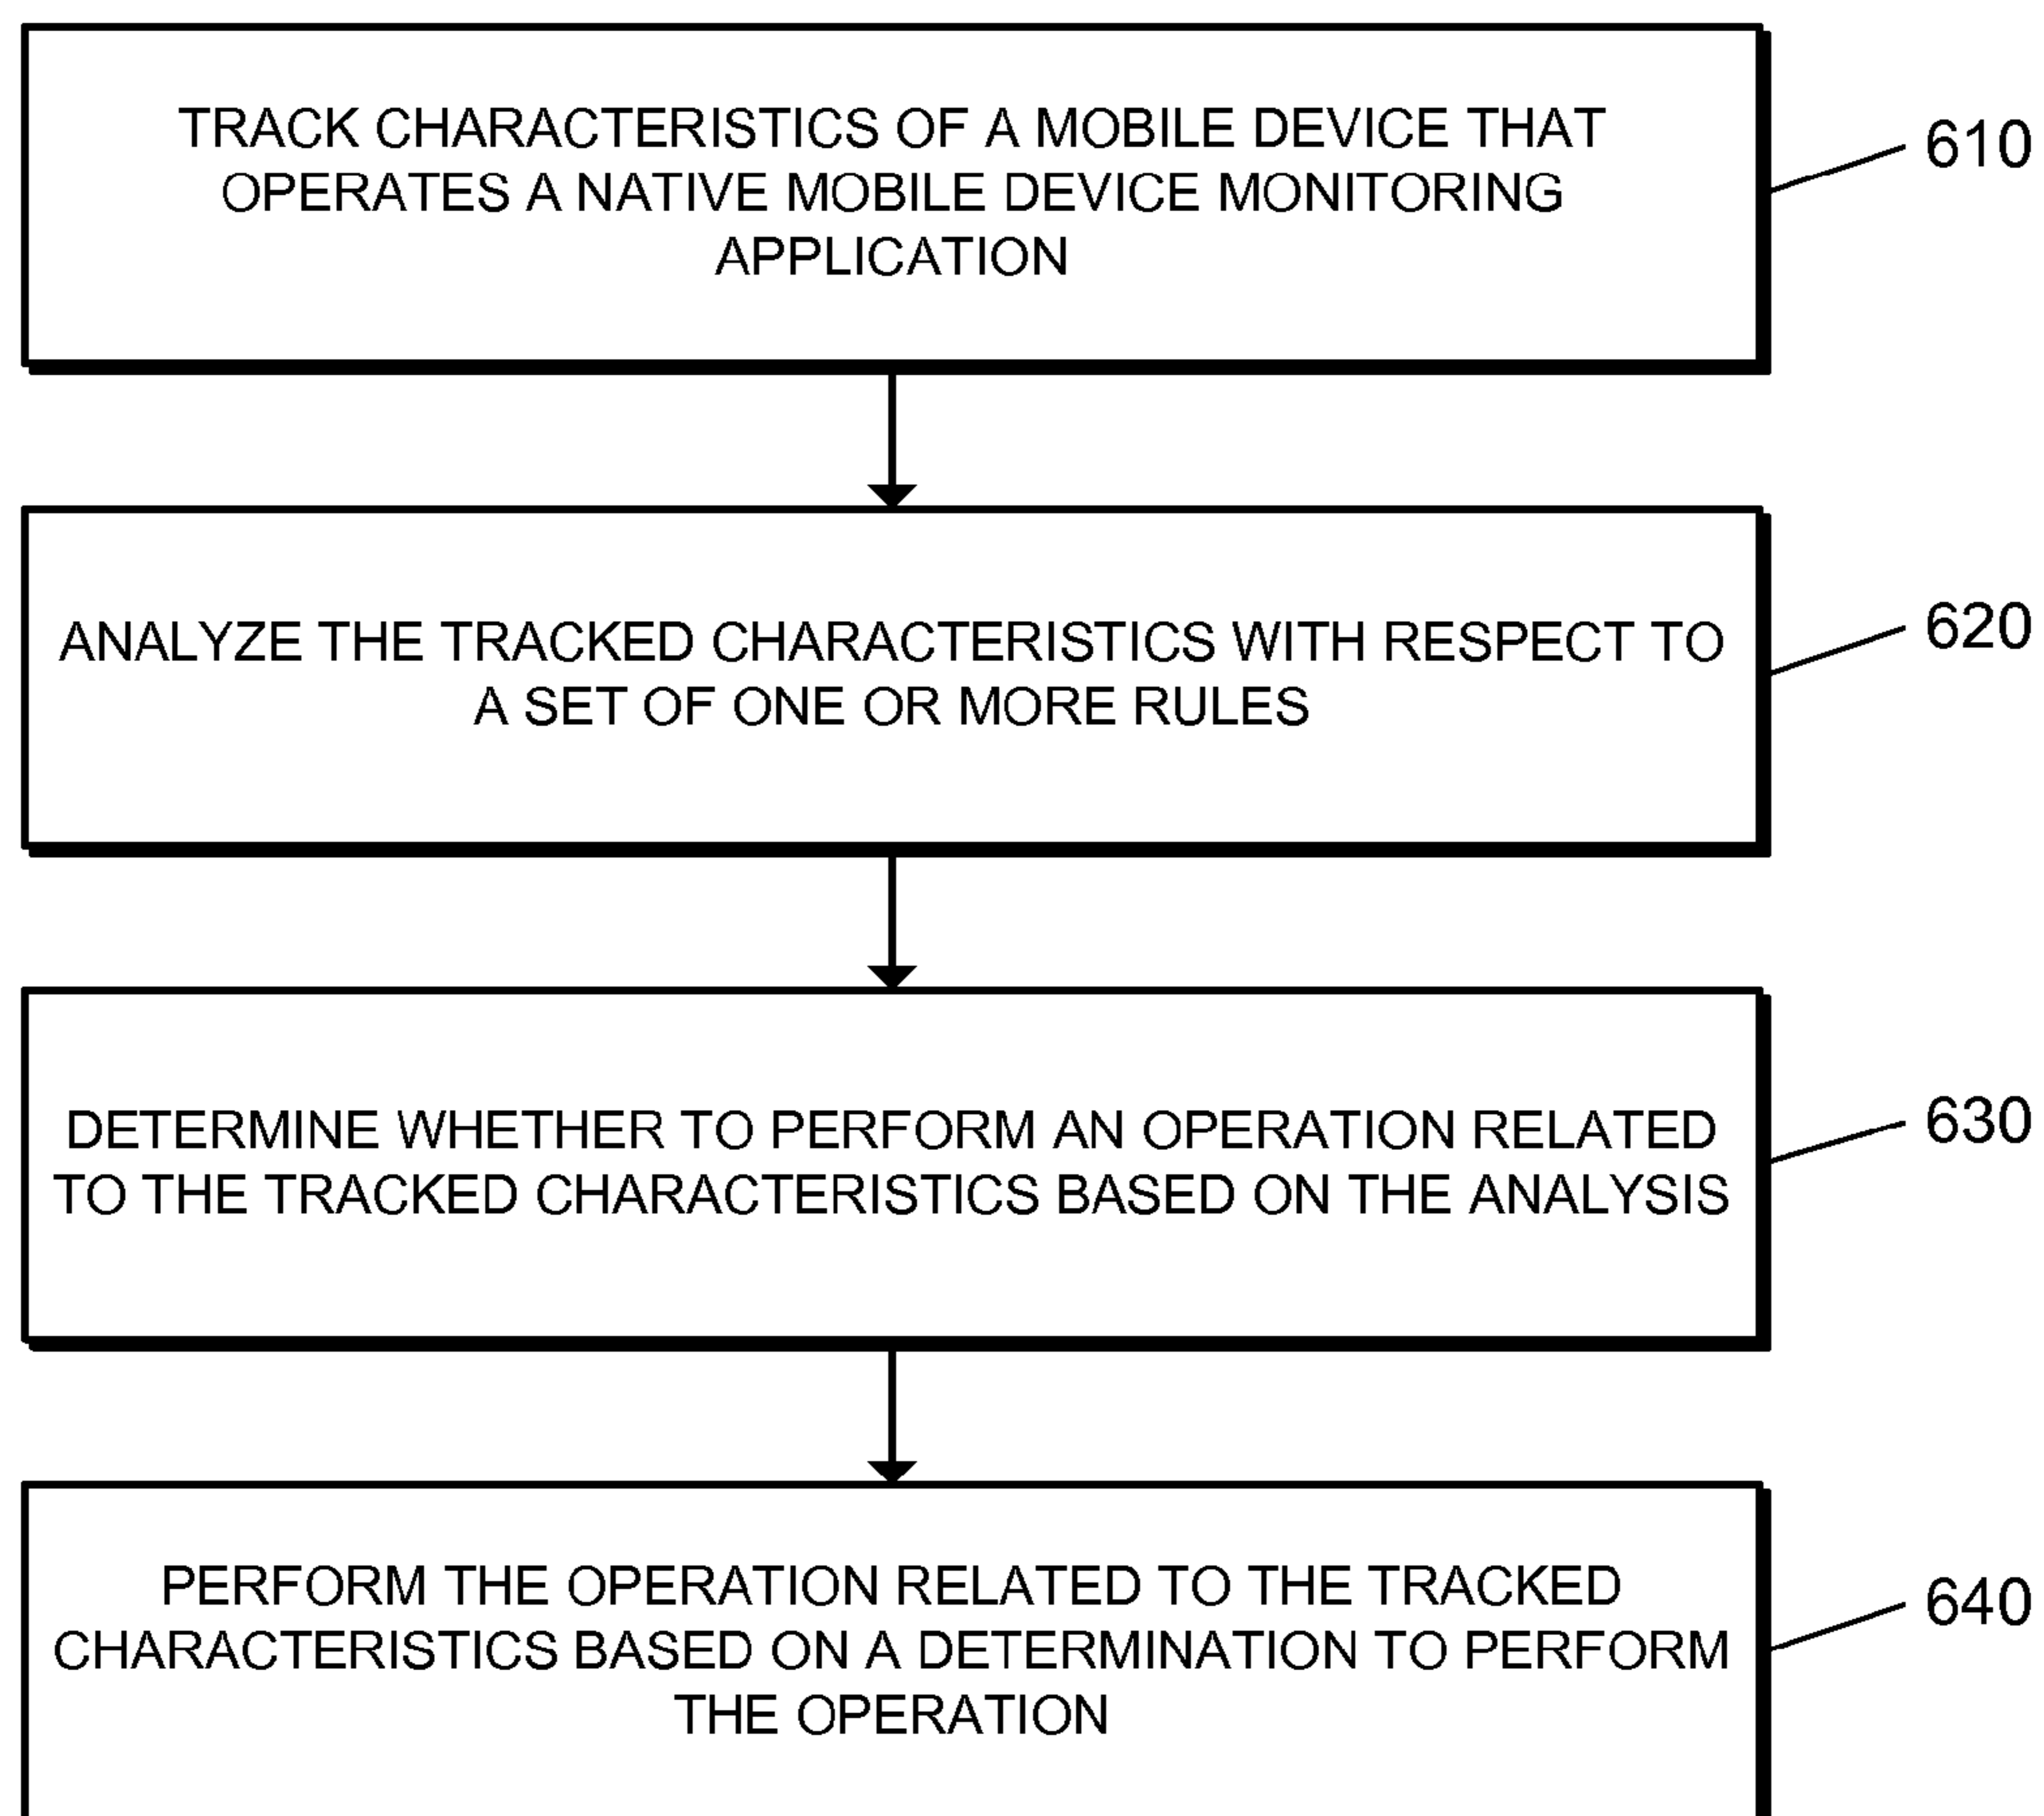 TRACK CHARACTERISTICS OF A MOBILE DEVICE THAT
OPERATES A NATIVE MOBILE DEVICE MONITORING
APPLICATION
610
ANALYZE THE TRACKED CHARACTERISTICS WITH RESPECT TO
A SET OF ONE OR MORE RULES
620
DETERMINE WHETHER TO PERFORM AN OPERATION RELATED
TO THE TRACKED CHARACTERISTICS BASED ON THE ANALYSIS
630
PERFORM THE OPERATION RELATED TO THE TRACKED
CHARACTERISTICS BASED ON A DETERMINATION TO PERFORM
THE OPERATION
640